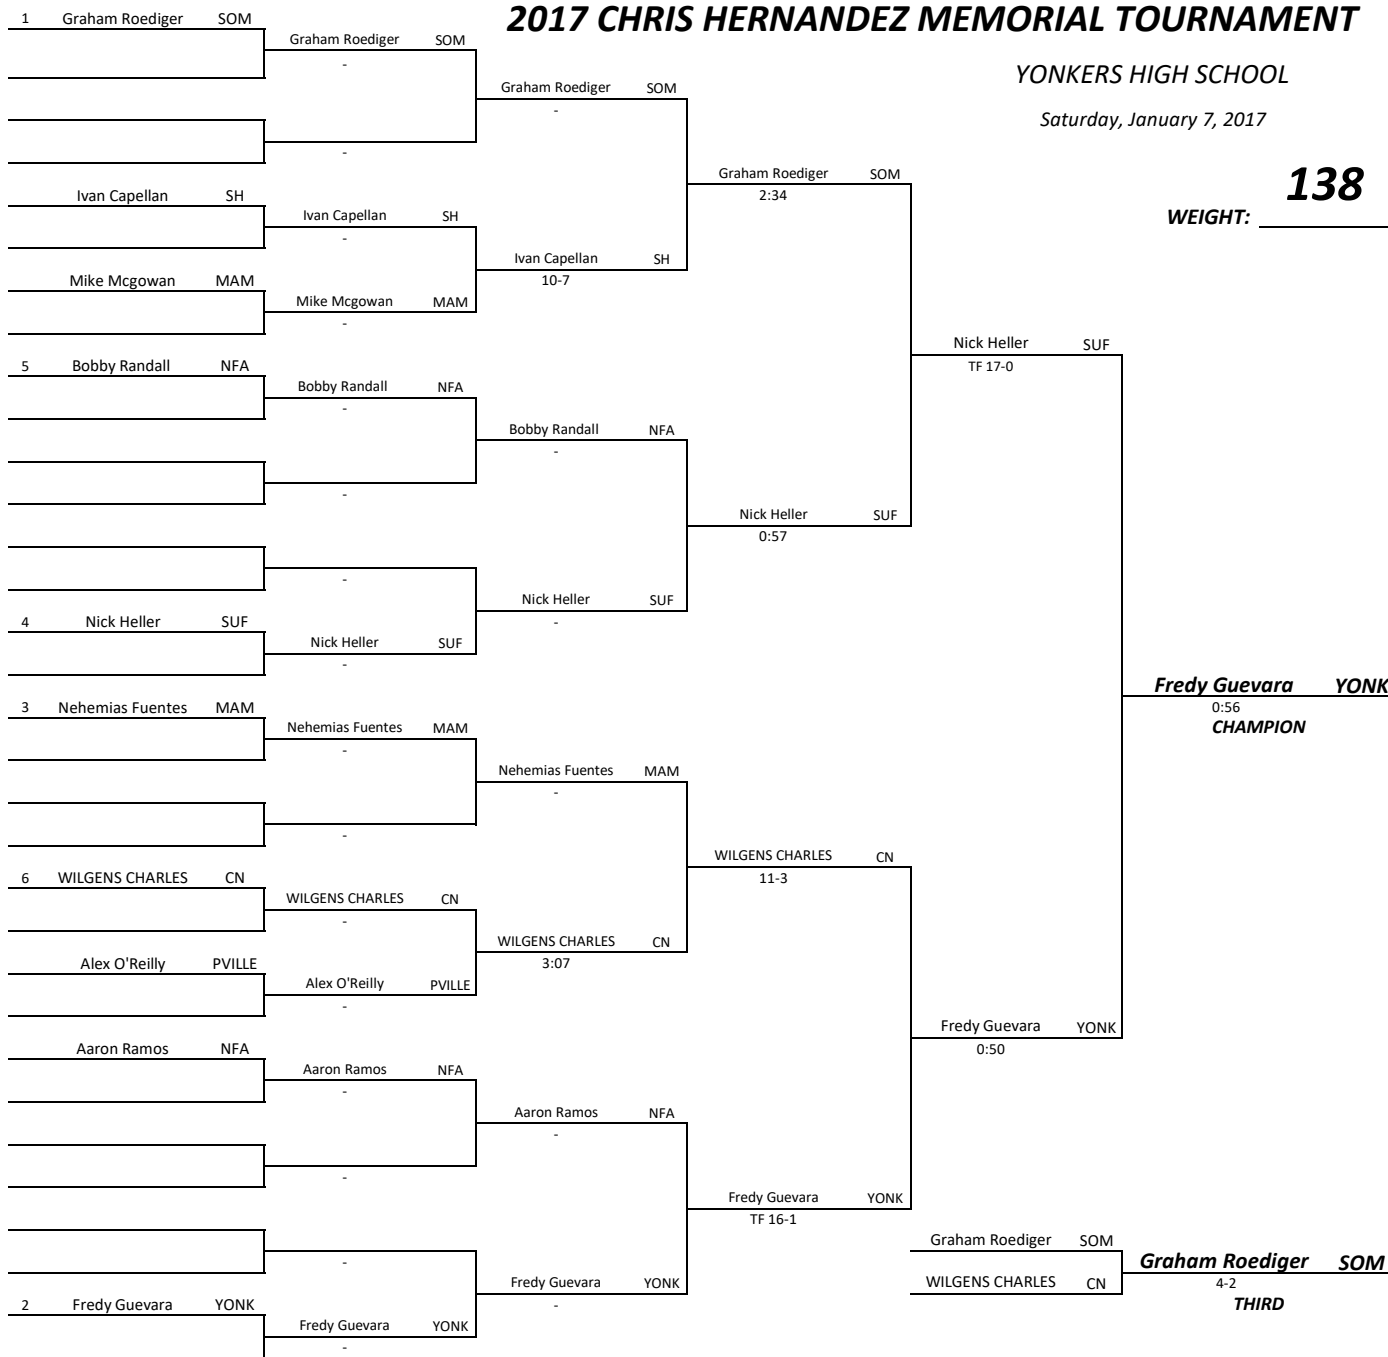 2017 CHRIS HERNANDEZ MEMORIAL TOURNAMENT
YONKERS HIGH SCHOOL
Saturday, January 7, 2017
138
WEIGHT:
1 Graham Roediger SOM
Ivan Capellan SH
Mike Mcgowan MAM
5 Bobby Randall NFA
4 Nick Heller SUF
3 Nehemias Fuentes MAM
6 WILGENS CHARLES CN
Alex O'Reilly PVILLE
Aaron Ramos NFA
2 Fredy Guevara YONK
Graham Roediger SOM
-
-
Ivan Capellan SH
-
Mike Mcgowan MAM
-
Bobby Randall NFA
-
-
-
Nick Heller SUF
-
Nehemias Fuentes MAM
-
-
WILGENS CHARLES CN
-
Alex O'Reilly PVILLE
-
Aaron Ramos NFA
-
-
-
Fredy Guevara YONK
-
Graham Roediger SOM
-
Ivan Capellan SH
10-7
Bobby Randall NFA
-
Nick Heller SUF
-
Nehemias Fuentes MAM
-
WILGENS CHARLES CN
3:07
Aaron Ramos NFA
-
Fredy Guevara YONK
-
Graham Roediger SOM
2:34
Nick Heller SUF
0:57
WILGENS CHARLES CN
11-3
Fredy Guevara YONK
TF 16-1
Nick Heller SUF
TF 17-0
Fredy Guevara YONK
0:50
Fredy Guevara YONK
0:56
CHAMPION
Graham Roediger SOM
WILGENS CHARLES CN
Graham Roediger SOM
4-2
THIRD